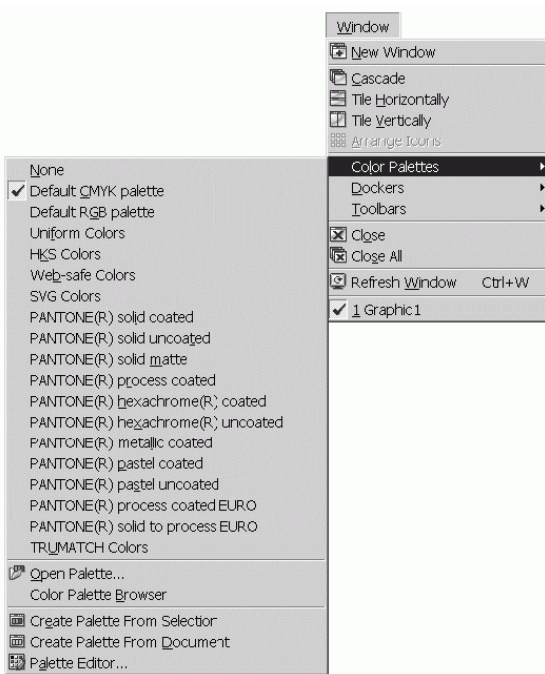 Window
New Window
Cascade
Tile Horizontally
Tile Vertically
Arrange Icons
Color Palettes
Dockers
Toolbars
Close
Close All
Refresh Window Ctrl+W
1 Graphic1
None
Default CMYK palette
Default RGB palette
Uniform Colors
HKS Colors
Web-safe Colors
SVG Colors
PANTONE(R) solid coated
PANTONE(R) solid uncoated
PANTONE(R) solid matte
PANTONE(R) process coated
PANTONE(R) hexachrome(R) coated
PANTONE(R) hexachrome(R) uncoated
PANTONE(R) metallic coated
PANTONE(R) pastel coated
PANTONE(R) pastel uncoated
PANTONE(R) process coated EURO
PANTONE(R) solid to process EURO
TRUMATCH Colors
Open Palette...
Color Palette Browser
Create Palette From Selection
Create Palette From Document
Palette Editor...